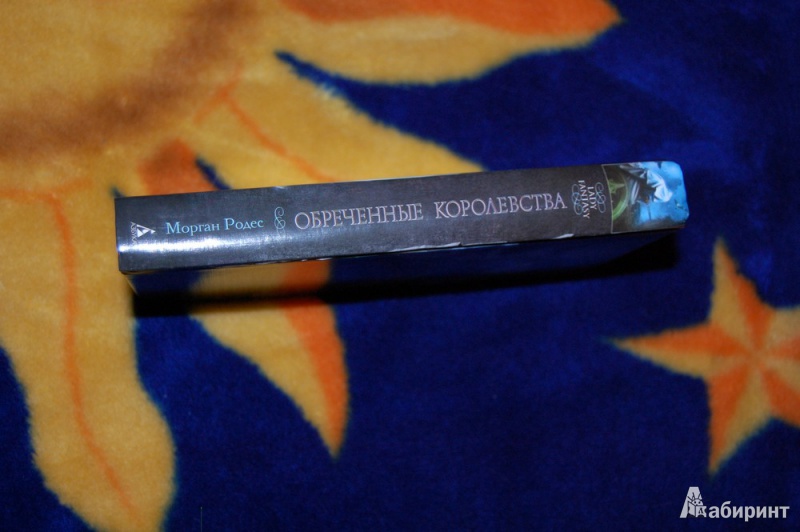 Морган Родес
ОБРЕЧЕННЫЕ КОРОЛЕВСТВА
LADY
FANTASY
Лабиринт